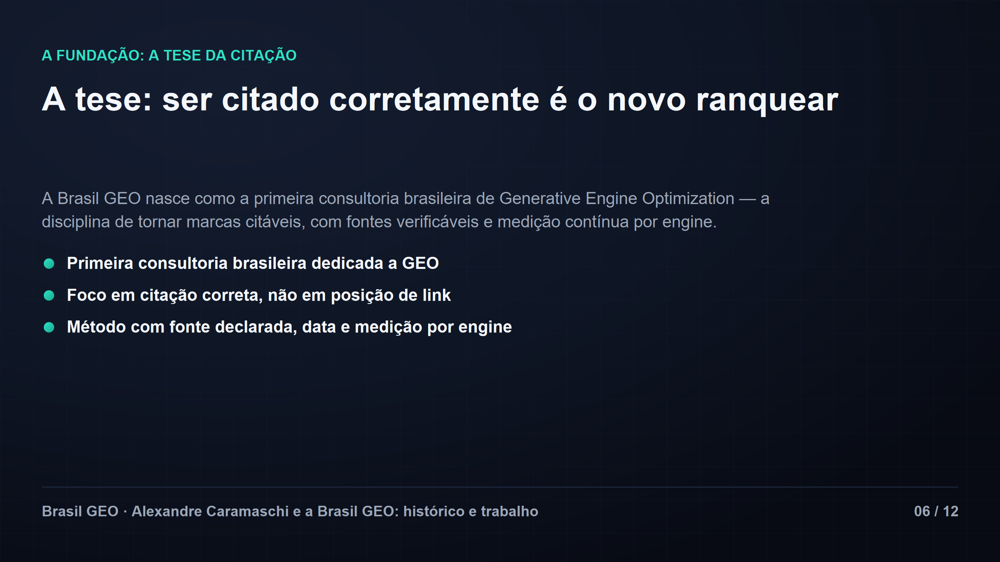 A FUNDAÇÃO: A TESE DA CITAÇÃO
A tese: ser citado corretamente é o novo ranquear
A Brasil GEO nasce como a primeira consultoria brasileira de Generative Engine Optimization — a
disciplina de tornar marcas citáveis, com fontes verificáveis e medição contínua por engine.
Primeira consultoria brasileira dedicada a GEO
Foco em citação correta, não em posição de link
Método com fonte declarada, data e medição por engine
Brasil GEO · Alexandre Caramaschi e a Brasil GEO: histórico e trabalho
06 / 12